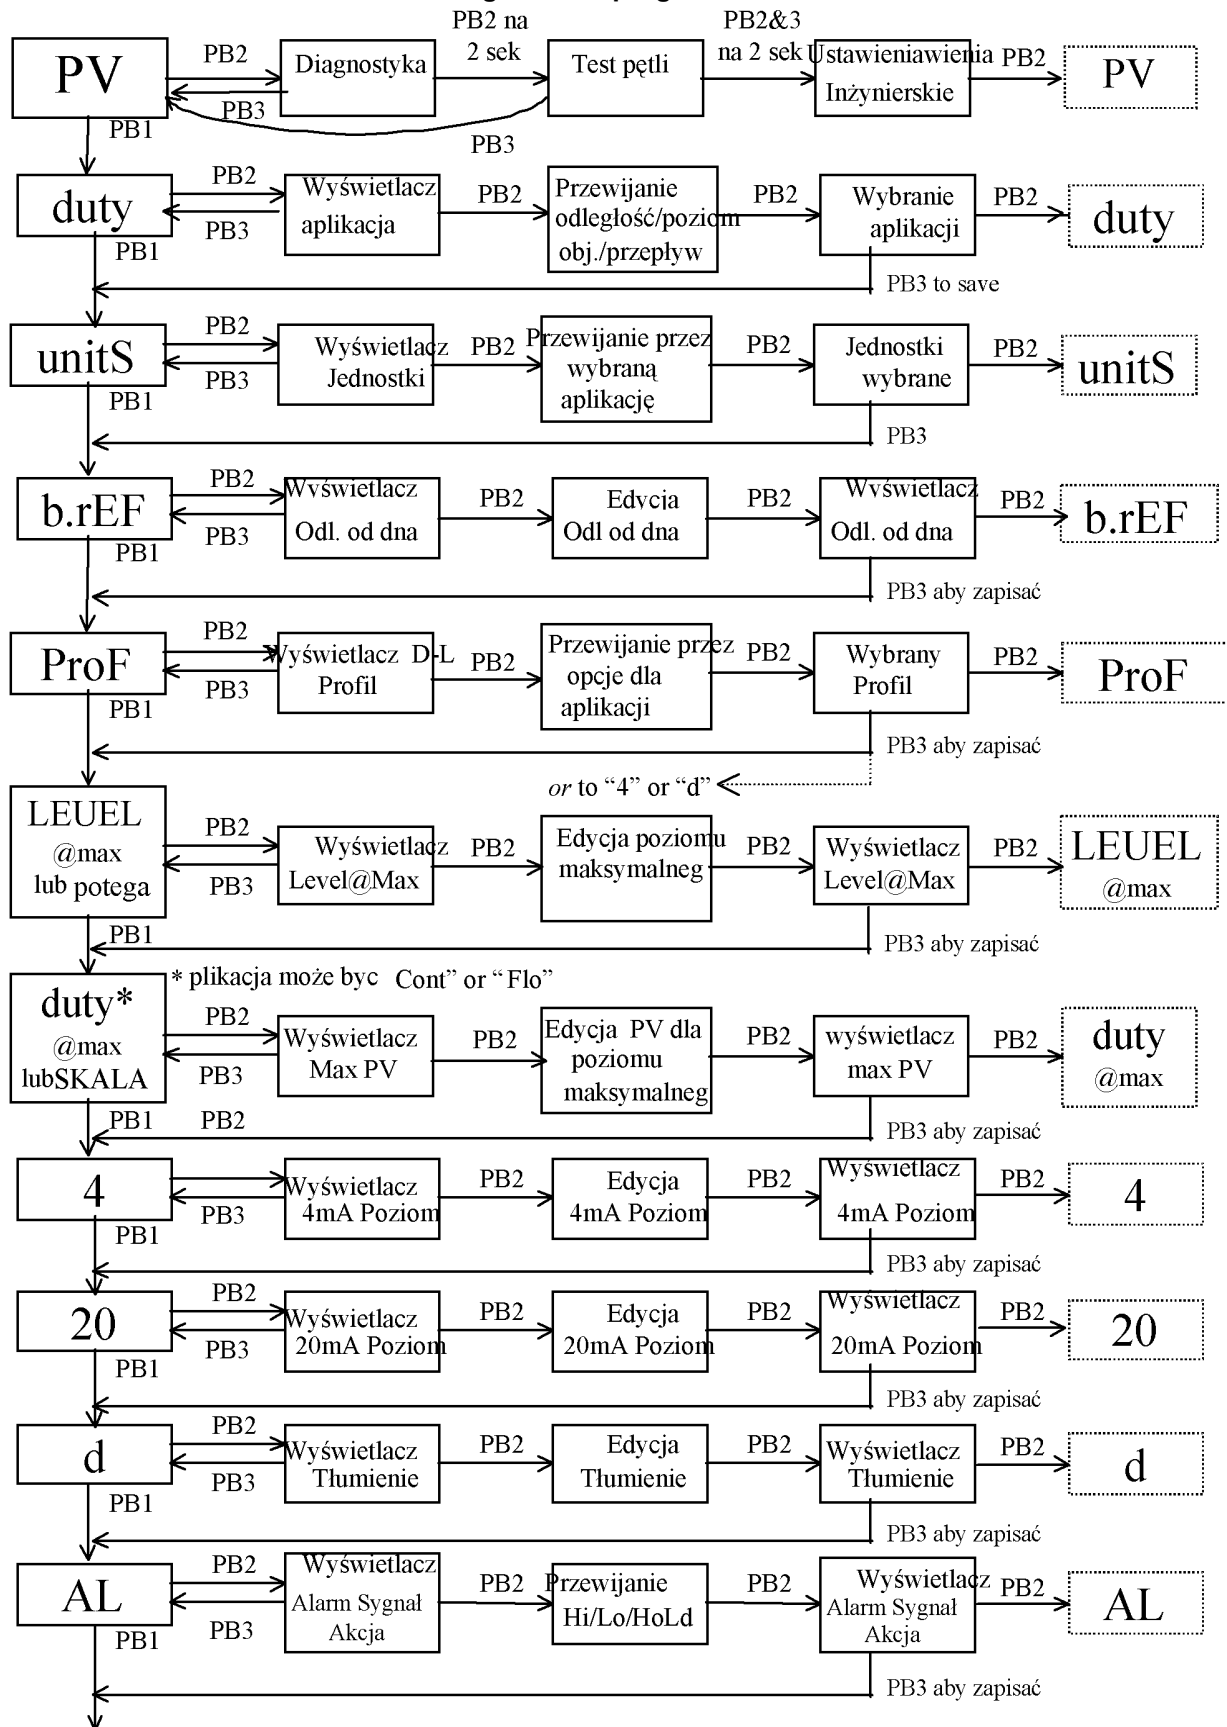 PB2 na
2 sek
PB2&3
na 2 sek
PV
PB2
PB3
Diagnostyka
Test pętli
Ustawieniawienia
Inżynierskie
PB2
PV
PB1
PB3
duty
PB2
PB3
Wyświetlacz
aplikacja
PB2
Przewijanie
odległość/poziom
obj./przepływ
PB2
Wybranie
aplikacji
PB2
duty
PB1
PB3 to save
unitS
PB2
PB3
Wyświetlacz
Jednostki
PB2
Przewijanie przez
wybraną
aplikację
PB2
Jednostki
wybrane
PB2
unitS
PB1
PB3
b.rEF
PB2
PB3
Wyświetlacz
Odl. od dna
PB2
Edycja
Odl od dna
PB2
Wyświetlacz
Odl. od dna
PB2
b.rEF
PB1
PB3 aby zapisać
ProF
PB2
PB3
Wyświetlacz D-L
Profil
PB2
Przewijanie przez
opcje dla
aplikacji
PB2
Wybrany
Profil
PB2
ProF
PB1
PB3 aby zapisać
or to “4” or “d”
LEUEL
@max
lub potega
PB2
PB3
Wyświetlacz
Level@Max
PB2
Edycja poziomu
maksymalneg
PB2
Wyświetlacz
Level@Max
PB2
LEUEL
@max
PB1
PB3 aby zapisać
* plikacja może byc Cont” or “Flo”
duty*
@max
lubSKALA
PB2
PB3
Wyświetlacz
Max PV
PB2
Edycja PV dla
poziomu
maksymalneg
PB2
wyświetlacz
max PV
PB2
duty
@max
PB1
PB2
PB3 aby zapisać
4
PB3
Wyświetlacz
4mA Poziom
PB2
Edycja
4mA Poziom
PB2
Wyświetlacz
4mA Poziom
PB2
4
PB1
PB3 aby zapisać
20
PB2
PB3
Wyświetlacz
20mA Poziom
PB2
Edycja
20mA Poziom
PB2
Wyświetlacz
20mA Poziom
PB2
20
PB1
PB3 aby zapisać
d
PB2
PB3
Wyświetlacz
Tłumienie
PB2
Edycja
Tłumienie
PB2
Wyświetlacz
Tłumienie
PB2
d
PB1
PB3 aby zapisać
AL
PB2
PB3
Wyświetlacz
Alarm Sygnał
Akcja
PB2
Przewijanie
Hi/Lo/HoLd
PB2
Wyświetlacz
Alarm Sygnał
Akcja
PB2
AL
PB1
PB3 aby zapisać